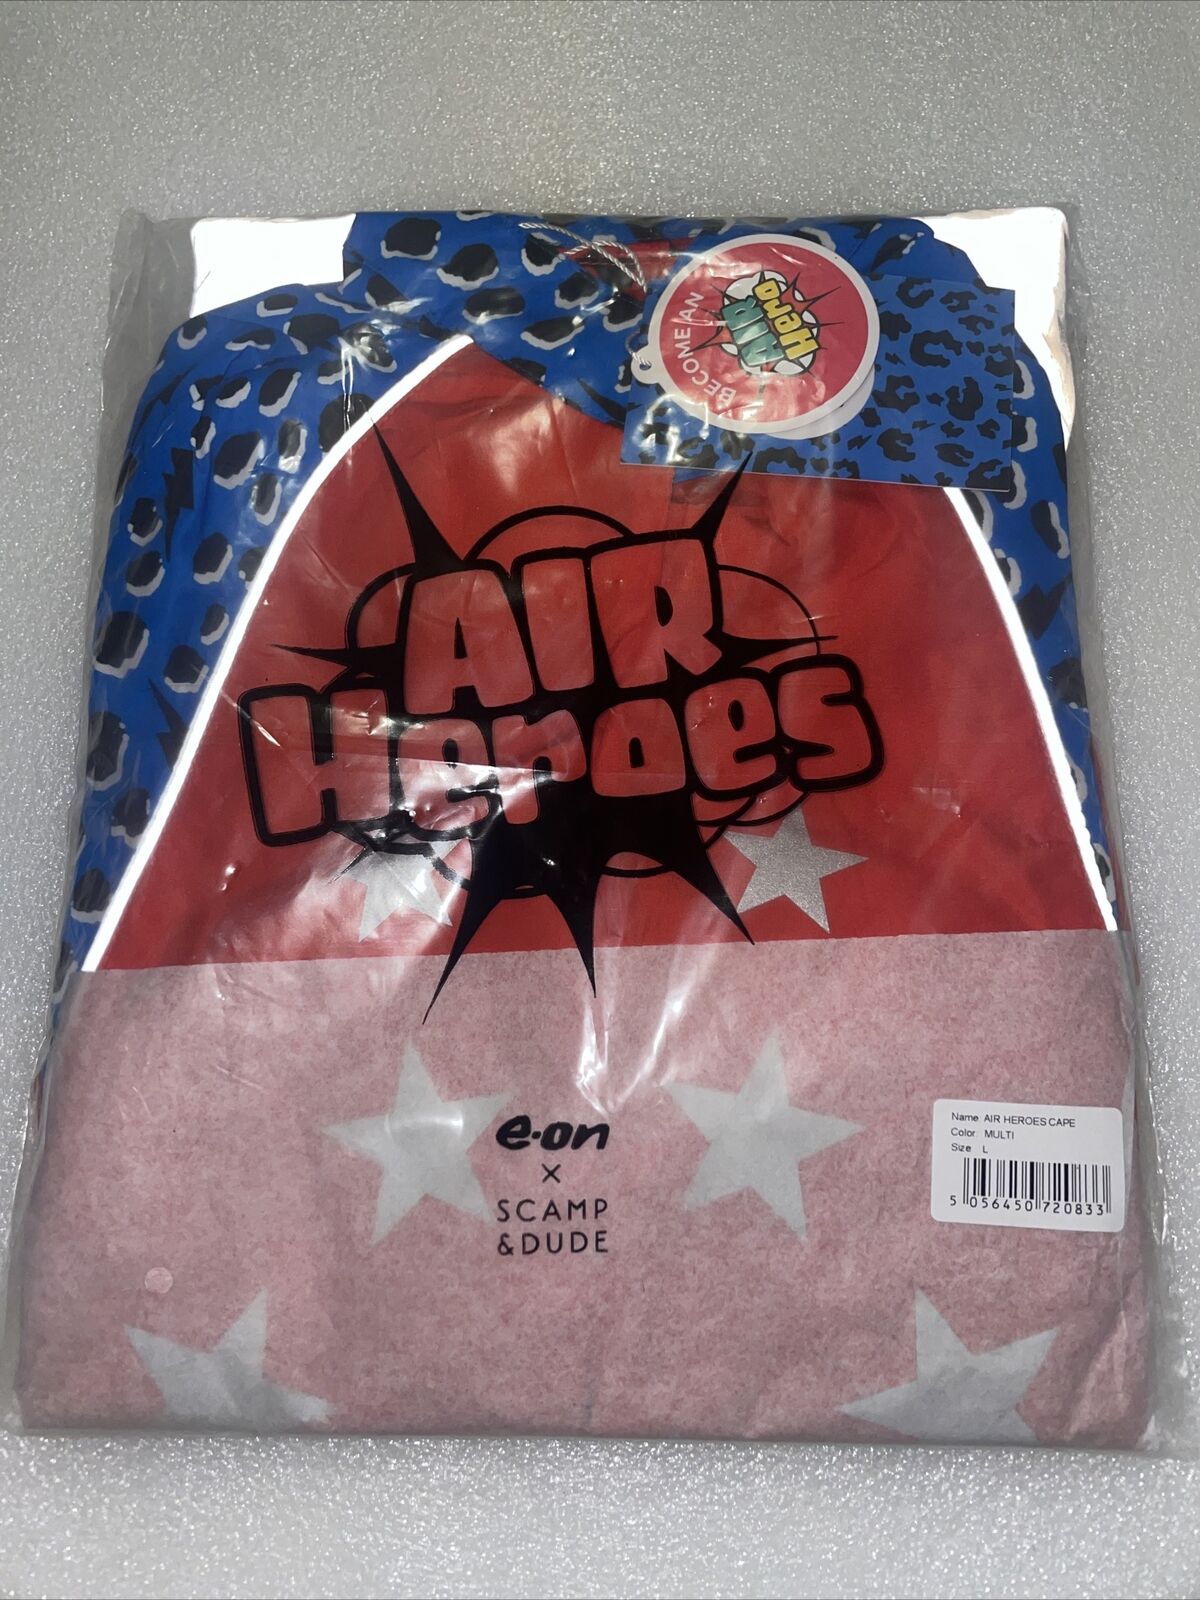 BECOME AN
AIR
HERO
AIR
Heroes
e·on
×
SCAMP
&DUDE
Name AIR HEROES CAPE
Color: MULTI
Size L
5 056450 720833